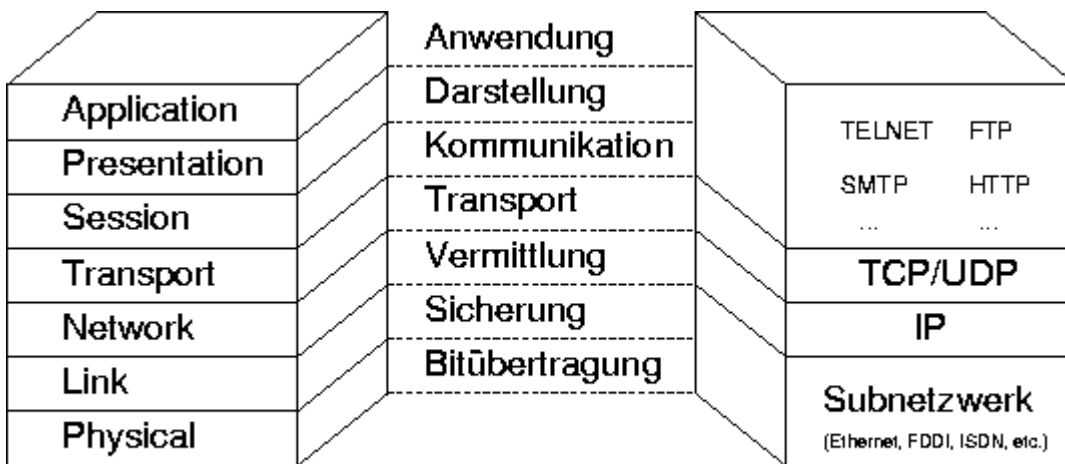 Application
Presentation
Session
Transport
Network
Link
Physical
Anwendung
Darstellung
Kommunikation
Transport
Vermittlung
Sicherung
Bitübertragung
TELNET FTP
SMTP HTTP
... ...
TCP/UDP
IP
Subnetzwerk
(Ethernet, FDDI, ISDN, etc.)